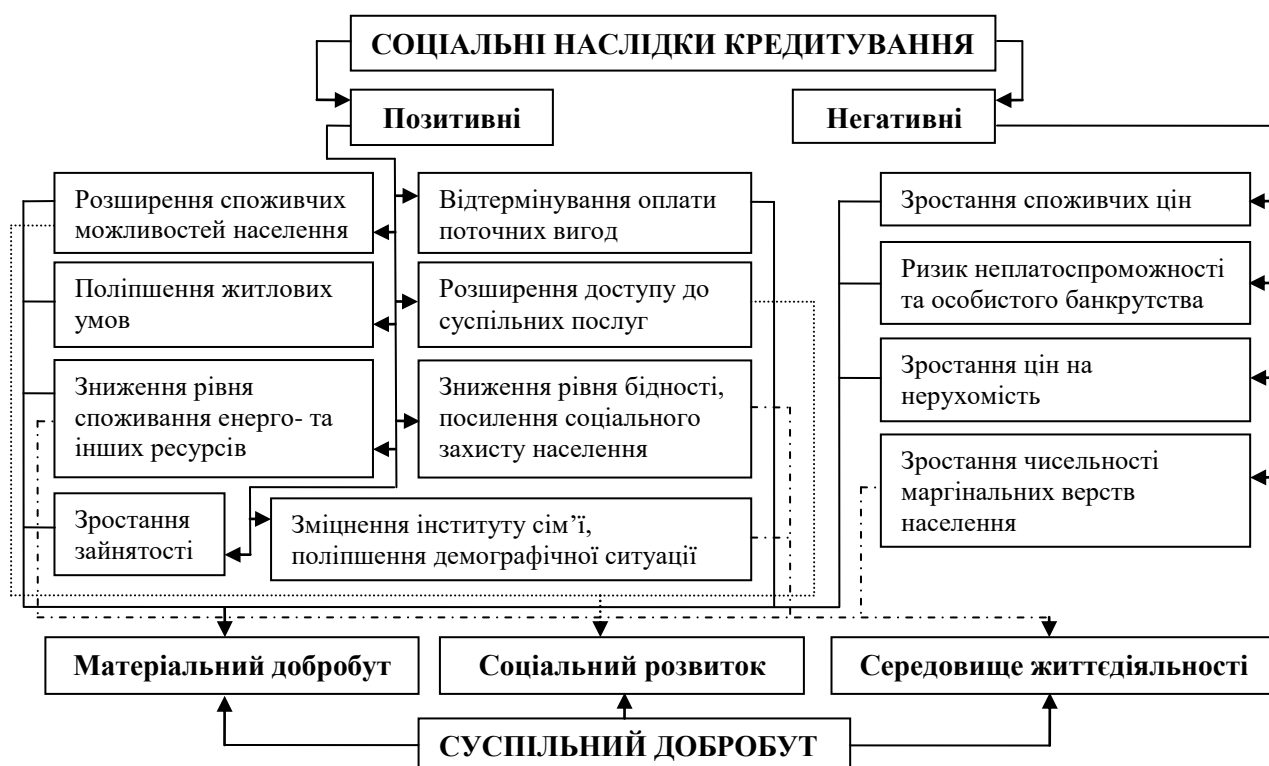 СОЦІАЛЬНІ НАСЛІДКИ КРЕДИТУВАННЯ
Позитивні
Негативні
Розширення споживчих
можливостей населення
Відтермінування оплати
поточних вигод
Зростання споживчих цін
Поліпшення житлових
умов
Розширення доступу до
суспільних послуг
Ризик неплатоспроможності
та особистого банкрутства
Зниження рівня
споживання енерго- та
інших ресурсів
Зниження рівня бідності,
посилення соціального
захисту населення
Зростання цін на
нерухомість
Зростання чисельності
маргінальних верств
населення
Зростання
зайнятості
Зміцнення інституту сім’ї,
поліпшення демографічної ситуації
Матеріальний добробут
Соціальний розвиток
Середовище життєдіяльності
СУСПІЛЬНИЙ ДОБРОБУТ